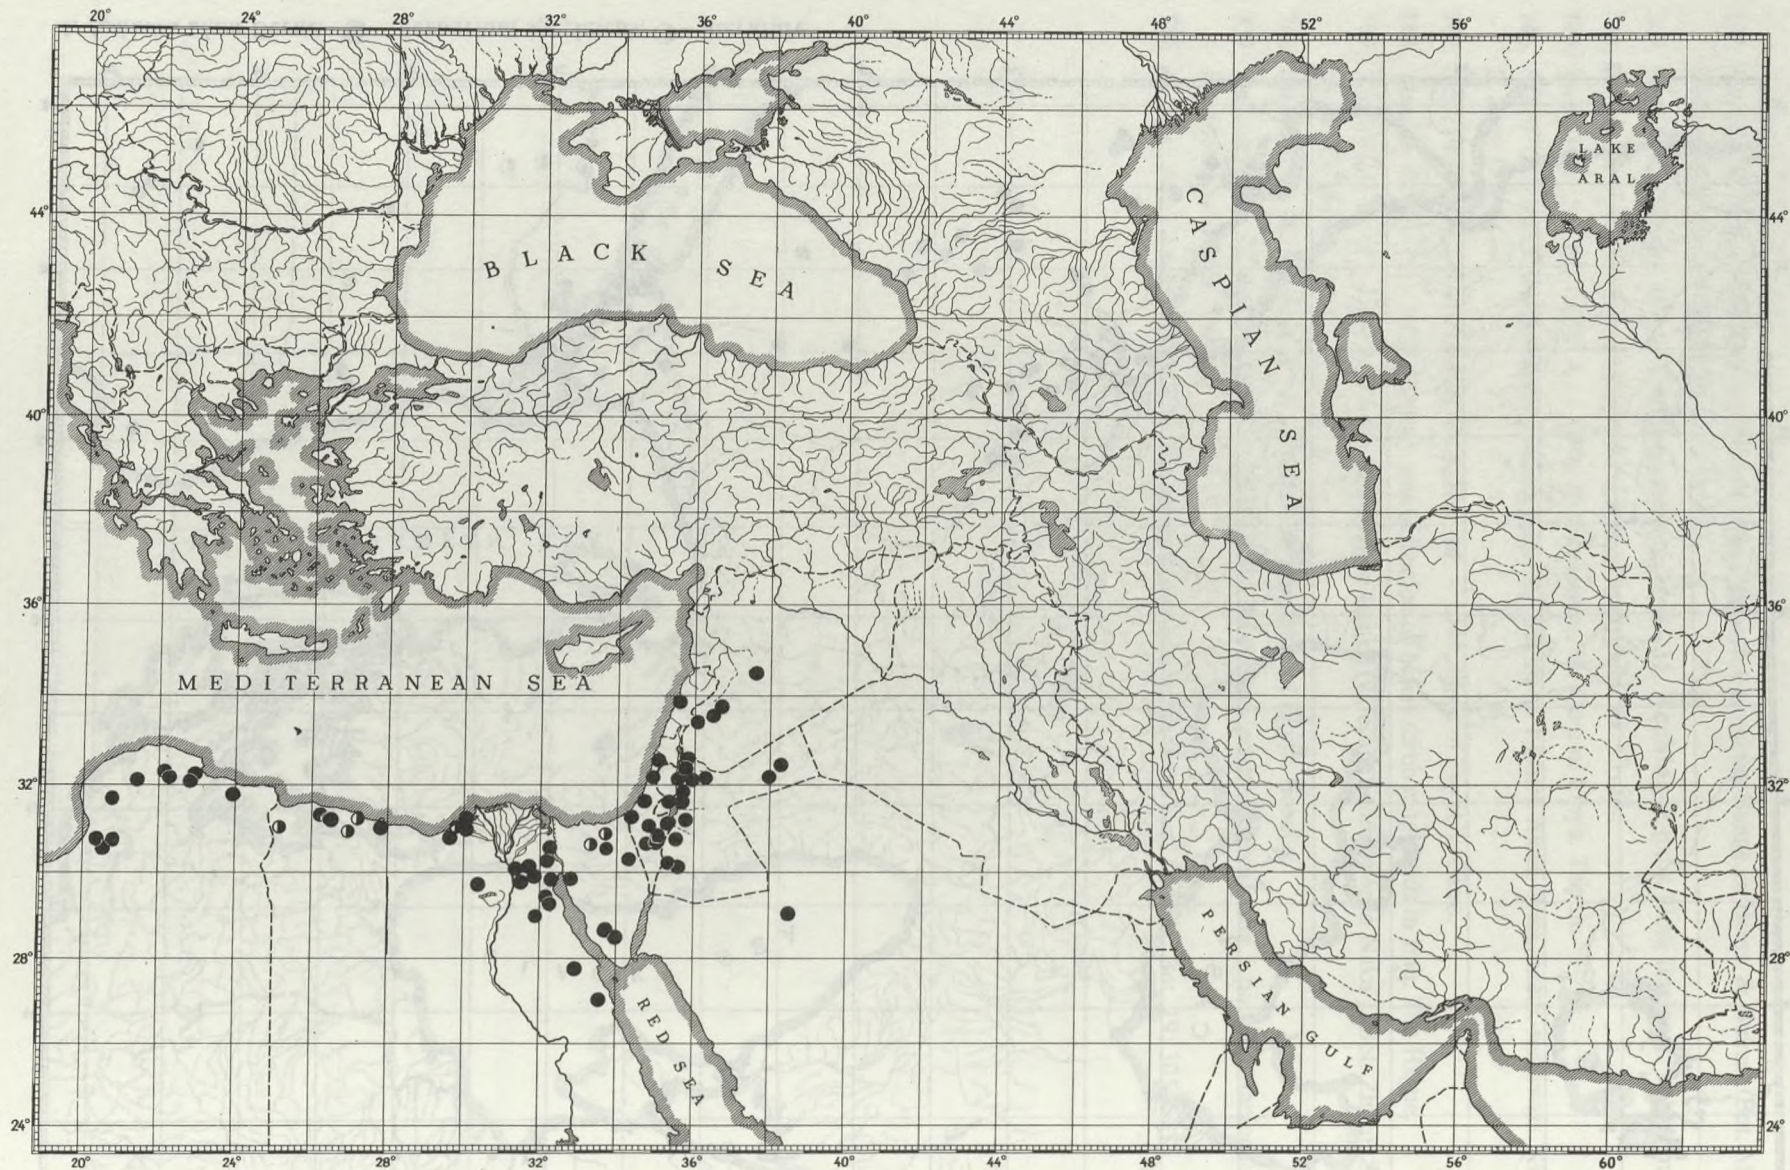 20° 24° 28° 32° 36° 40° 44° 48° 52° 56° 60°
LAKE
ARAL
44° 44°
BLACK SEA
CASPIAN SEA
40° 40°
36° 36°
MEDITERRANEAN SEA
32° 32°
28° 28°
PERSIAN GULF
RED SEA
24° 24°
20° 24° 28° 32° 36° 40° 44° 48° 52° 56° 60°